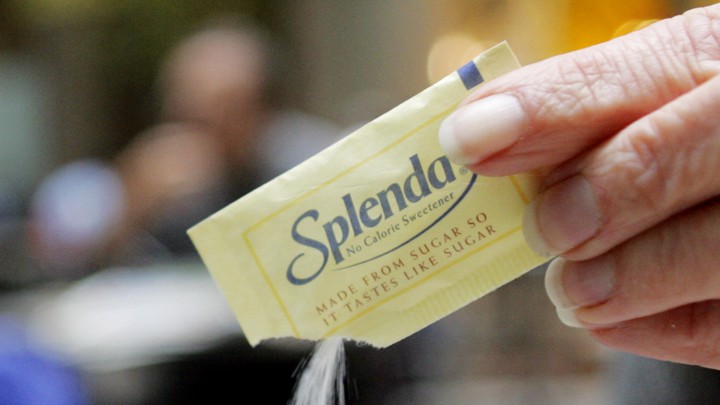 Splenda®
No Calorie Sweetener
MADE FROM SUGAR SO
IT TASTES LIKE SUGAR